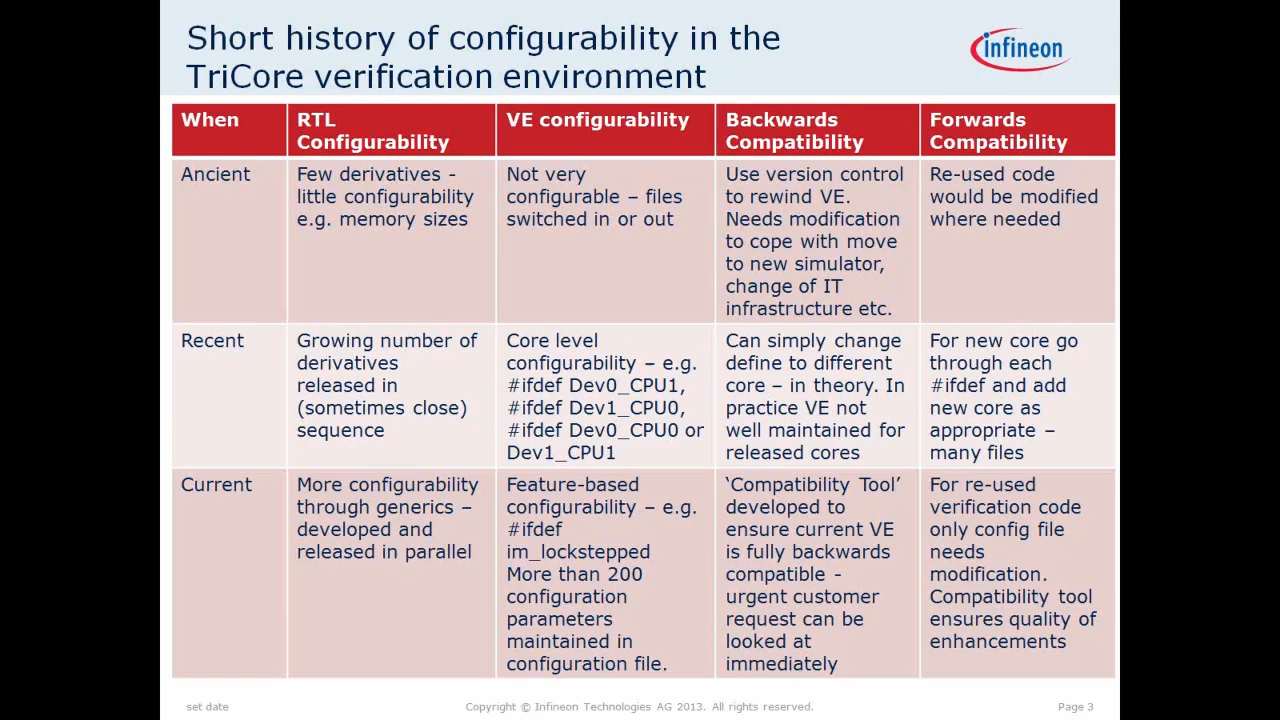 Short history of configurability in the
TriCore verification environment
infineon
When
RTL
Configurability
VE configurability
Backwards
Compatibility
Forwards
Compatibility
Ancient
Few derivatives -
little configurability
e.g. memory sizes
Not very
configurable – files
switched in or out
Use version control
to rewind VE.
Needs modification
to cope with move
to new simulator,
change of IT
infrastructure etc.
Re-used code
would be modified
where needed
Recent
Growing number of
derivatives
released in
(sometimes close)
sequence
Core level
configurability – e.g.
#ifdef Dev0_CPU1,
#ifdef Dev1_CPU0,
#ifdef Dev0_CPU0 or
Dev1_CPU1
Can simply change
define to different
core – in theory. In
practice VE not
well maintained for
released cores
For new core go
through each
#ifdef and add
new core as
appropriate –
many files
Current
More configurability
through generics –
developed and
released in parallel
Feature-based
configurability – e.g.
#ifdef
im_lockstepped
More than 200
configuration
parameters
maintained in
configuration file.
‘Compatibility Tool’
developed to
ensure current VE
is fully backwards
compatible -
urgent customer
request can be
looked at
immediately
For re-used
verification code
only config file
needs
modification.
Compatibility tool
ensures quality of
enhancements
set date
Copyright © Infineon Technologies AG 2013. All rights reserved.
Page 3